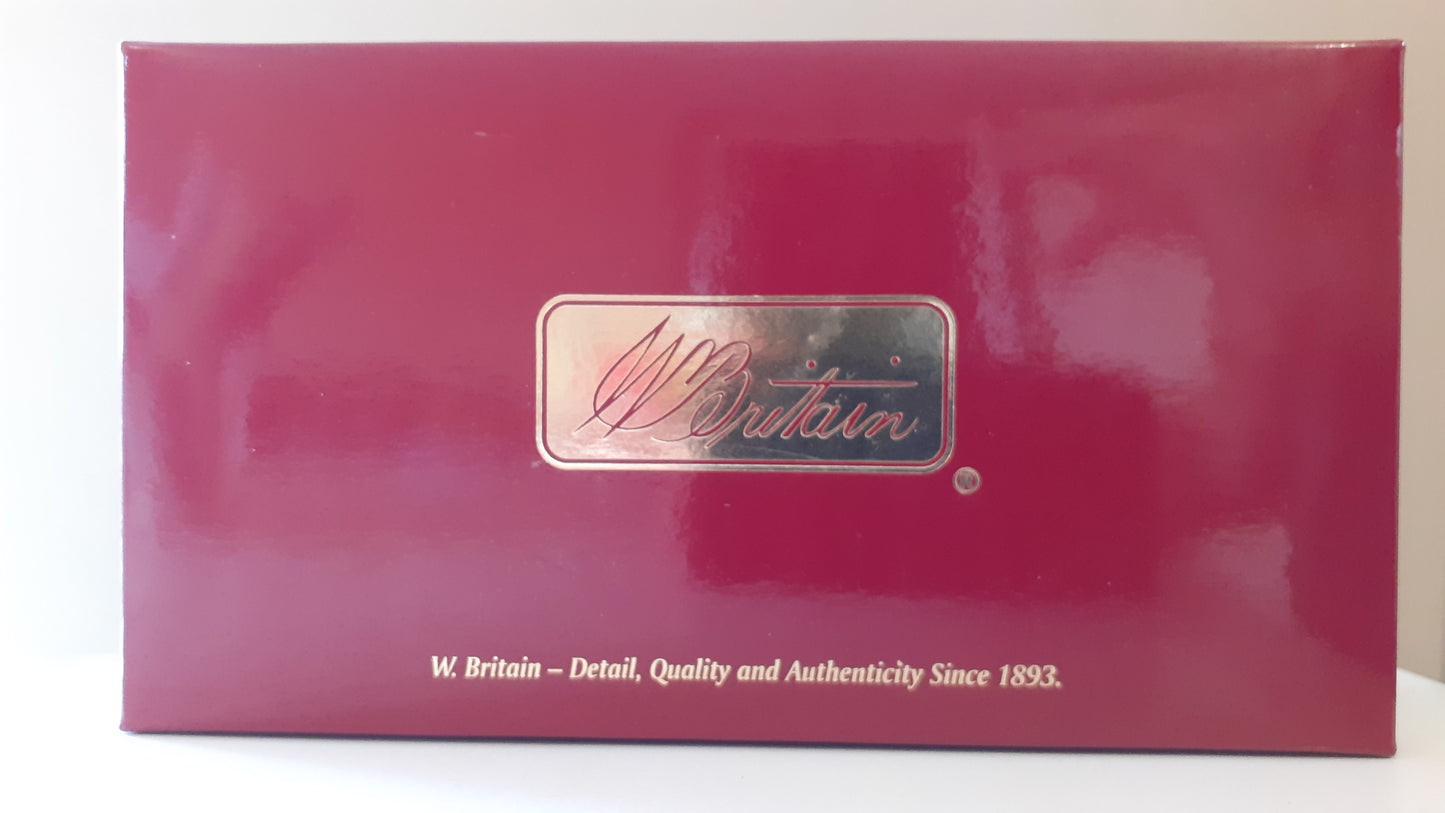 W Britain
®
W. Britain – Detail, Quality and Authenticity Since 1893.